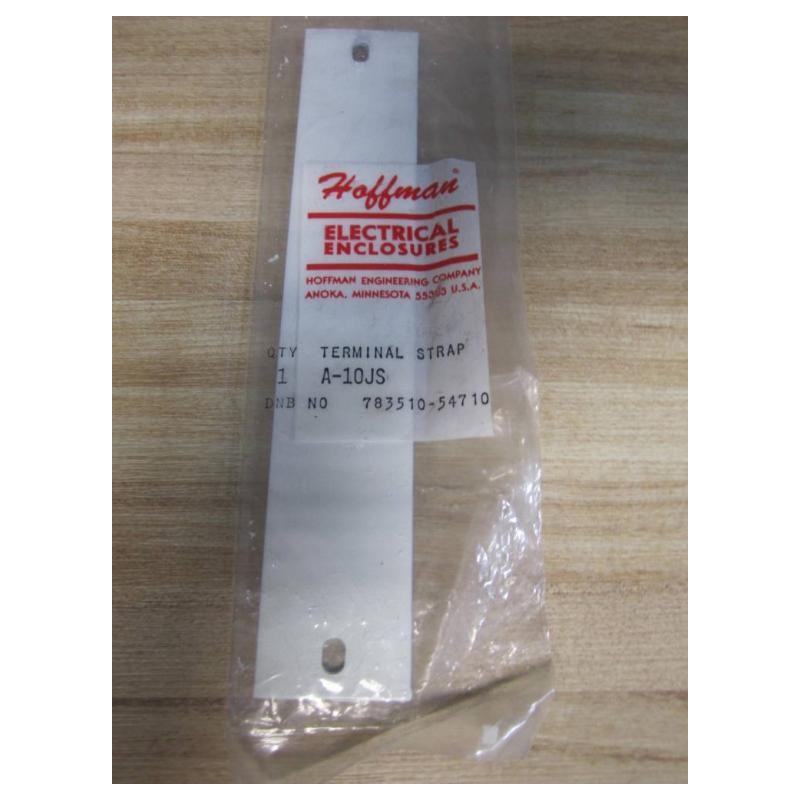 Hoffman®
ELECTRICAL
ENCLOSURES
HOFFMAN ENGINEERING COMPANY
ANOKA, MINNESOTA 55303 U.S.A.
QTY TERMINAL STRAP
1 A-10JS
DNB NO 783510-54710